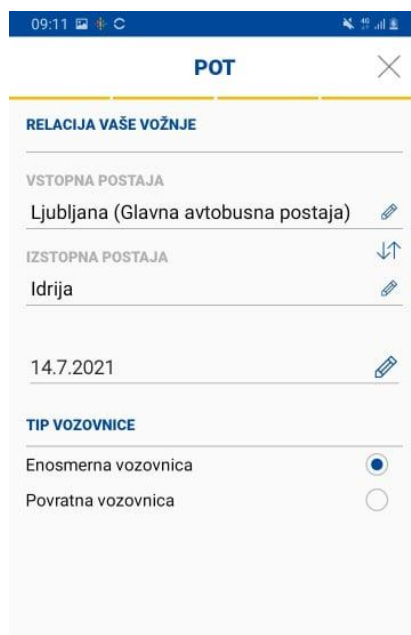 09:11
POT
RELACIJA VAŠE VOŽNJE
VSTOPNA POSTAJA
Ljubljana (Glavna avtobusna postaja)
IZSTOPNA POSTAJA
Idrija
14.7.2021
TIP VOZOVNICE
Enosmerna vozovnica
Povratna vozovnica